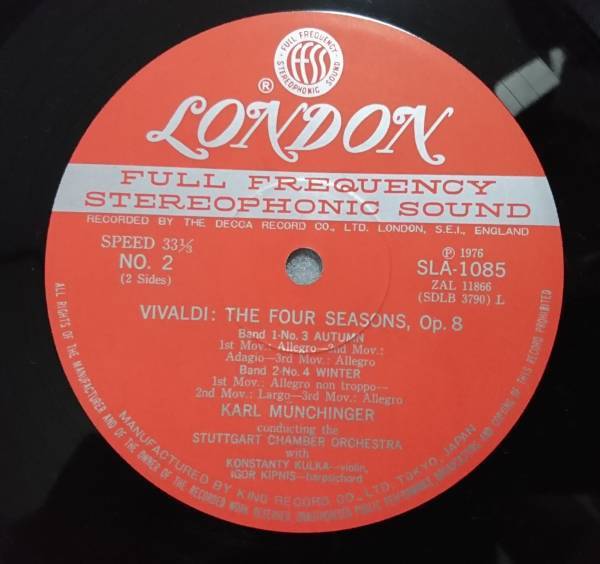 FULL FREQUENCY
ffss
STEREOPHONIC SOUND
®
LONDON
FULL FREQUENCY
STEREOPHONIC SOUND
RECORDED BY THE DECCA RECORD CO., LTD. LONDON, S.E.I., ENGLAND
SPEED 33⅓
NO. 2
(2 Sides)
Ⓟ 1976
SLA-1085
ZAL 11866
(SDLB 3790) L
VIVALDI: THE FOUR SEASONS, Op. 8
Band 1-No. 3 AUTUMN
1st Mov.: Allegro—2nd Mov.:
Adagio—3rd Mov.: Allegro
Band 2-No. 4 WINTER
1st Mov.: Allegro non troppo—
2nd Mov.: Largo—3rd Mov.: Allegro
KARL MUNCHINGER
conducting the
STUTTGART CHAMBER ORCHESTRA
with
KONSTANTY KULKA—violin,
IGOR KIPNIS—harpsichord
MANUFACTURED BY KING RECORD CO., LTD. TOKYO, JAPAN
ALL RIGHTS OF THE MANUFACTURER AND OF THE OWNER OF THE RECORDED WORK RESERVED. UNAUTHORISED PUBLIC PERFORMANCE, BROADCASTING AND COPYING OF THIS RECORD PROHIBITED